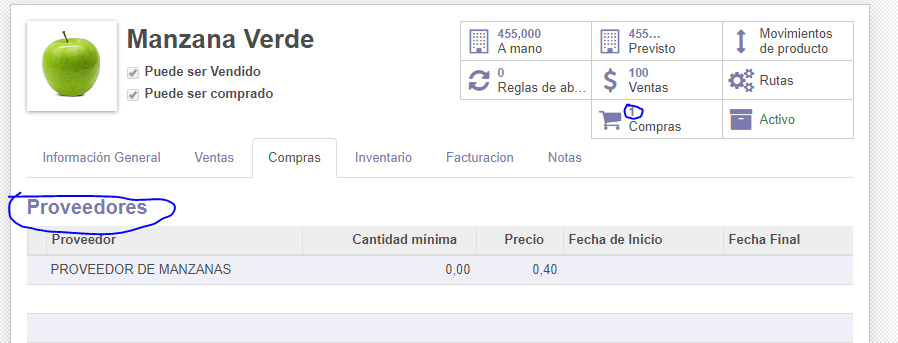 Manzana Verde
Puede ser Vendido
Puede ser comprado
455,000
A mano
455...
Previsto
Movimientos
de producto
0
Reglas de ab...
100
Ventas
Rutas
1
Compras
Activo
Información General Ventas Compras Inventario Facturacion Notas
Proveedores
Proveedor Cantidad mínima Precio Fecha de Inicio Fecha Final
PROVEEDOR DE MANZANAS 0,00 0,40